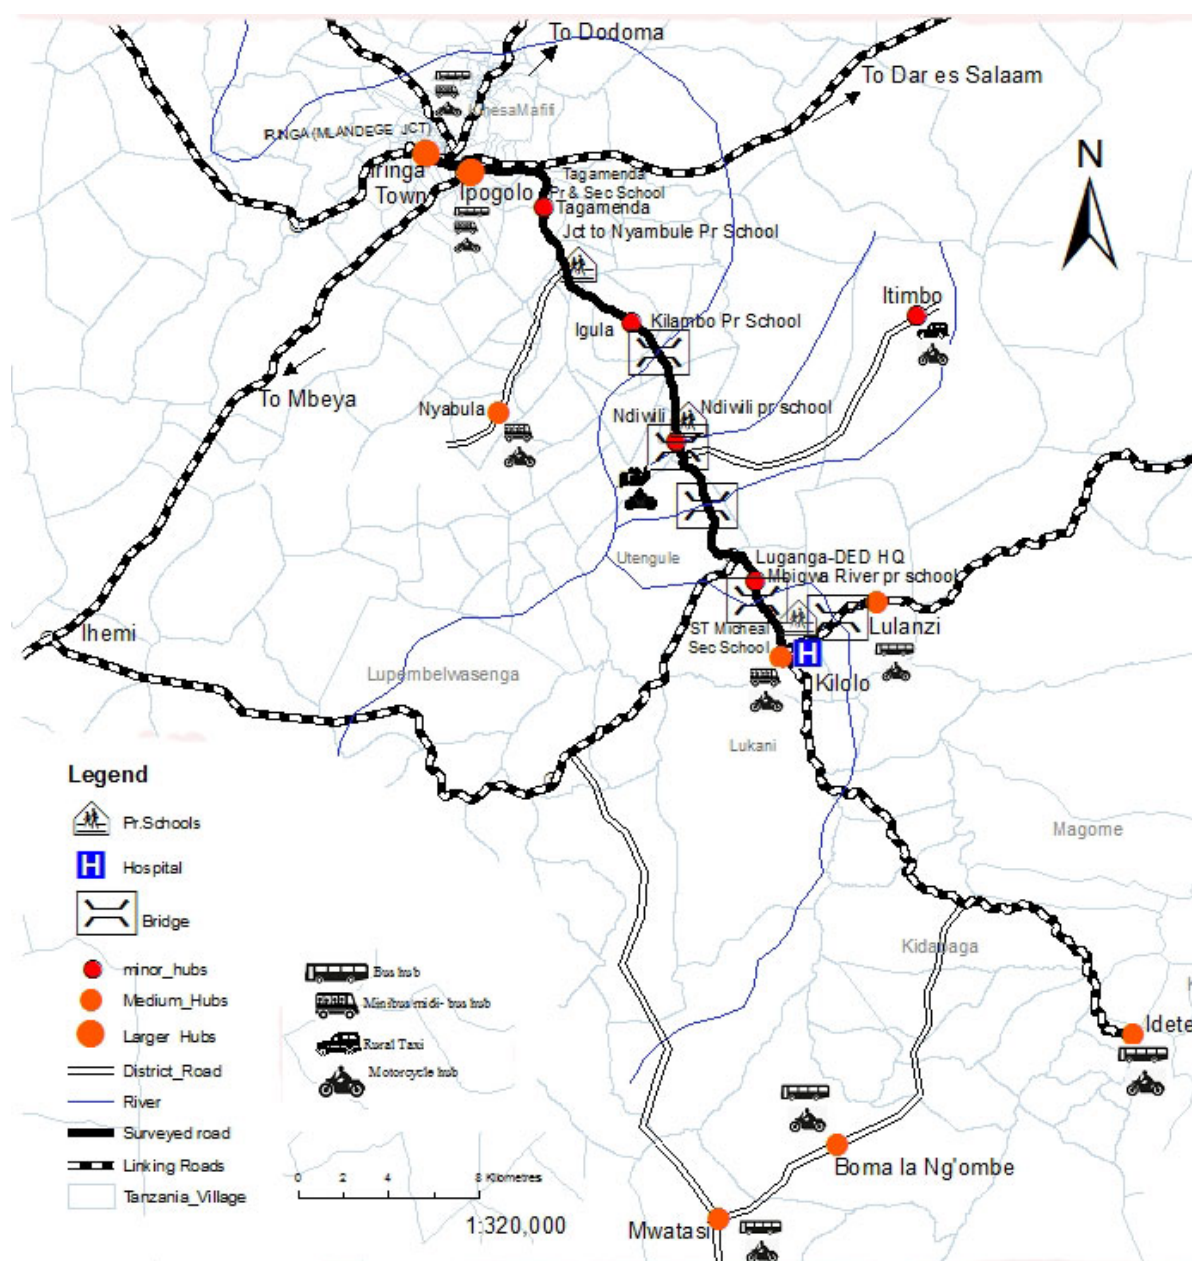 To Dodoma
To Dar es Salaam
IRINGA (MLANDEGE JCT)
N
Iringa
Town
Ipogolo
Tagamenda
Pr & Sec School
Tagamenda
Jct to Nyambule Pr School
Itimbo
Igula
Kilambo Pr School
To Mbeya
Nyabula
Ndiwili
Ndiwili pr school
Utengule
Luganga-DED HQ
Mbigwa River pr school
Ihemi
Lulanzi
ST Micheal
Sec School
Kilolo
Lupembelwasenga
Lukani
Magome
Kidabaga
Idete
Boma la Ng'ombe
Mwatasi
Legend
Pr.Schools
Hospital
H
Bridge
minor_hubs
Medium_Hubs
Larger Hubs
District_Road
River
Surveyed road
Linking Roads
Tanzania_Village
Bus hub
Minibus/midi- bus hub
Rural Taxi
Motorcycle hub
0 2 4 8 Kilometres
1:320,000
H